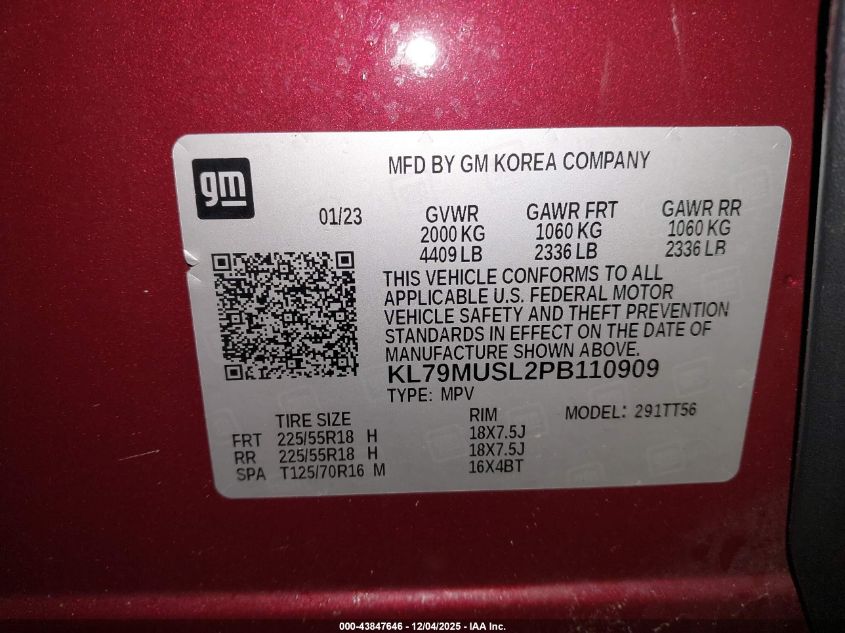 gm
MFD BY GM KOREA COMPANY
01/23 GVWR GAWR FRT GAWR RR
2000 KG 1060 KG 1060 KG
4409 LB 2336 LB 2336 LB
THIS VEHICLE CONFORMS TO ALL
APPLICABLE U.S. FEDERAL MOTOR
VEHICLE SAFETY AND THEFT PREVENTION
STANDARDS IN EFFECT ON THE DATE OF
MANUFACTURE SHOWN ABOVE.
KL79MUSL2PB110909
TYPE: MPV MODEL: 291TT56
TIRE SIZE RIM
FRT 225/55R18 H 18X7.5J
RR 225/55R18 H 18X7.5J
SPA T125/70R16 M 16X4BT
000-43847646 - 12/04/2025 - IAA Inc.